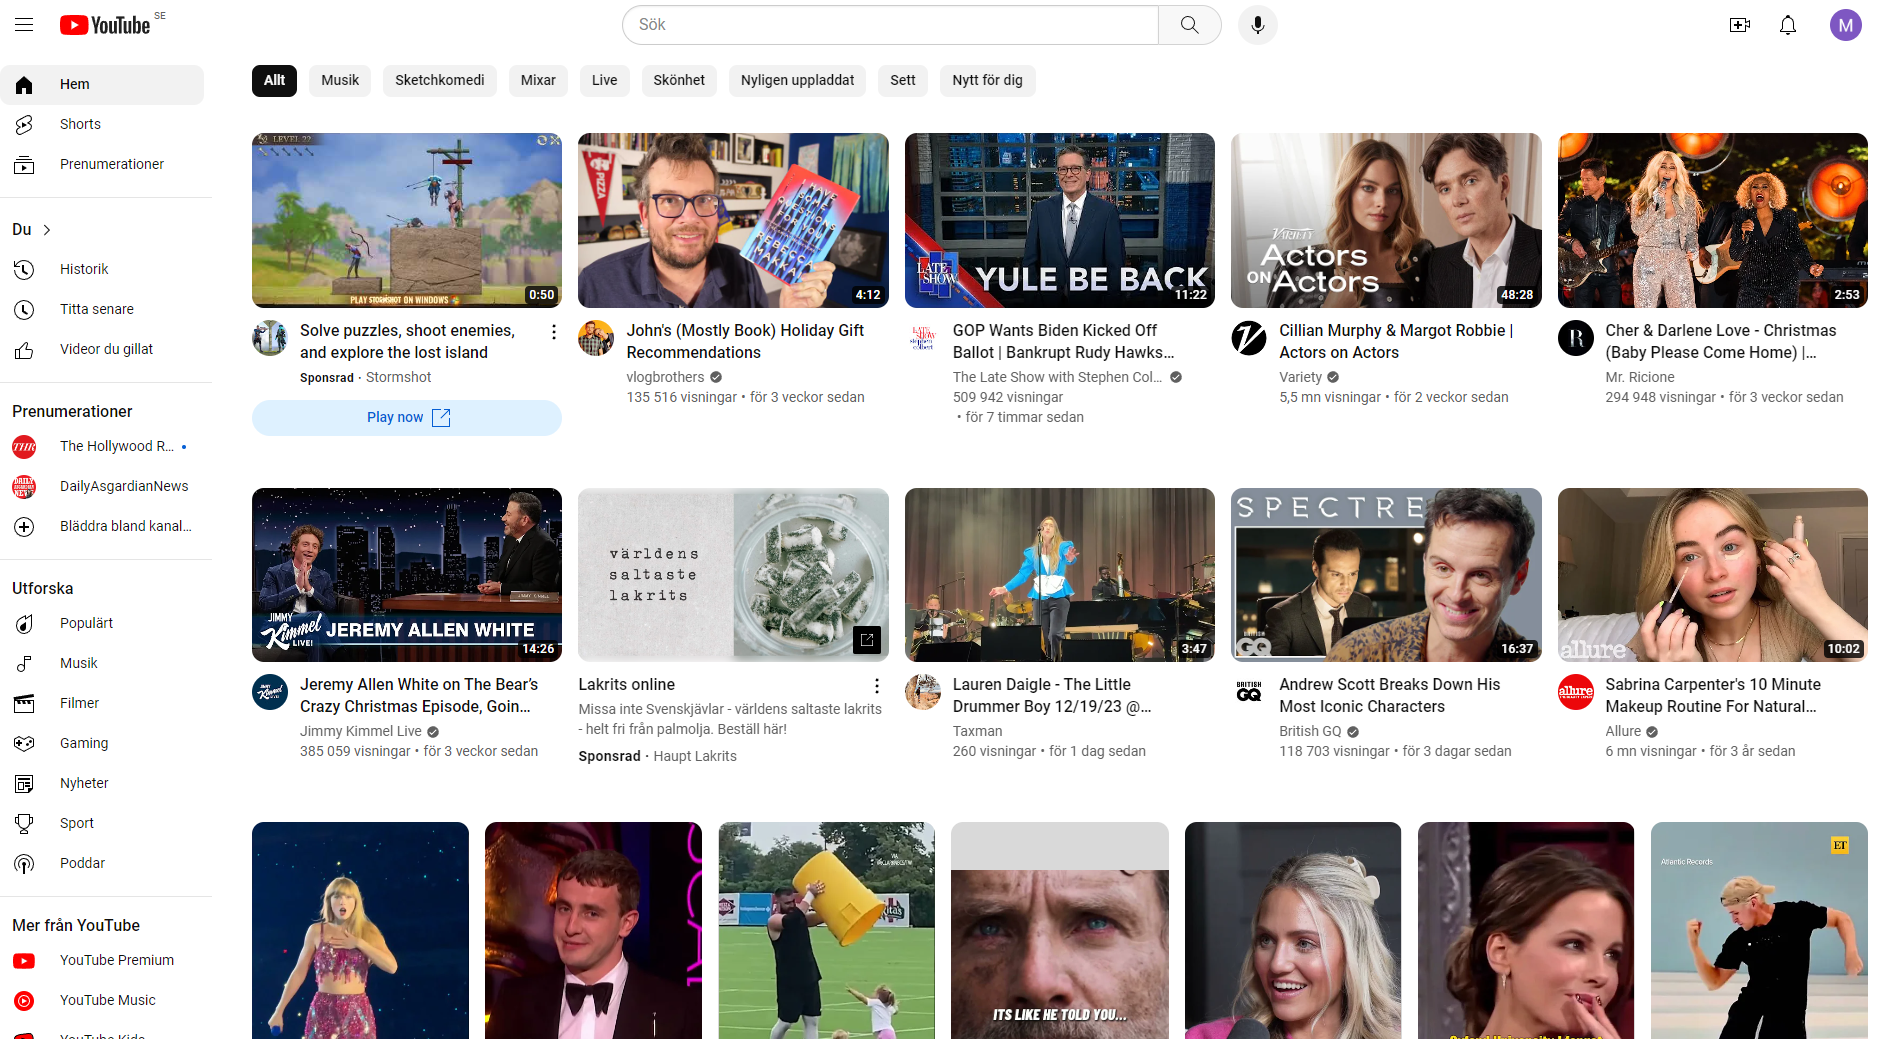 YouTube SE
Sök
M
Hem
Shorts
Prenumerationer
Du
Historik
Titta senare
Videor du gillat
Prenumerationer
The Hollywood R...
DailyAsgardianNews
Bläddra bland kanal...
Utforska
Populärt
Musik
Filmer
Gaming
Nyheter
Sport
Poddar
Mer från YouTube
YouTube Premium
YouTube Music
YouTube Kids
Allt
Musik
Sketchkomedi
Mixar
Live
Skönhet
Nyligen uppladdat
Sett
Nytt för dig
LEVEL 22
PLAY STORMSHOT ON WINDOWS
0:50
Solve puzzles, shoot enemies,
and explore the lost island
Sponsrad · Stormshot
Play now
PIZZA
I HAVE
SOME
QUESTIONS
FOR YOU
REBECCA
MAKKAI
4:12
John's (Mostly Book) Holiday Gift
Recommendations
vlogbrothers
135 516 visningar • för 3 veckor sedan
LATE
SHOW
YULE BE BACK
11:22
GOP Wants Biden Kicked Off
Ballot | Bankrupt Rudy Hawks...
The Late Show with Stephen Col...
509 942 visningar
• för 7 timmar sedan
VARIETY
Actors
ON Actors
48:28
Cillian Murphy & Margot Robbie |
Actors on Actors
Variety
5,5 mn visningar • för 2 veckor sedan
2:53
R
Cher & Darlene Love - Christmas
(Baby Please Come Home) |...
Mr. Ricione
294 948 visningar • för 3 veckor sedan
JIMMY
Kimmel
LIVE!
JEREMY ALLEN WHITE
14:26
Jeremy Allen White on The Bear’s
Crazy Christmas Episode, Goin...
Jimmy Kimmel Live
385 059 visningar • för 3 veckor sedan
världens
saltaste
lakrits
Lakrits online
Missa inte Svenskjävlar - världens saltaste lakrits
- helt fri från palmolja. Beställ här!
Sponsrad · Haupt Lakrits
3:47
Lauren Daigle - The Little
Drummer Boy 12/19/23 @...
Taxman
260 visningar • för 1 dag sedan
SPECTRE
BRITISH
GQ
16:37
BRITISH
GQ
Andrew Scott Breaks Down His
Most Iconic Characters
British GQ
118 703 visningar • för 3 dagar sedan
allure
10:02
allure
Sabrina Carpenter's 10 Minute
Makeup Routine For Natural...
Allure
6 mn visningar • för 3 år sedan
ITS LIKE HE TOLD YOU...
Atlantic Records
ET